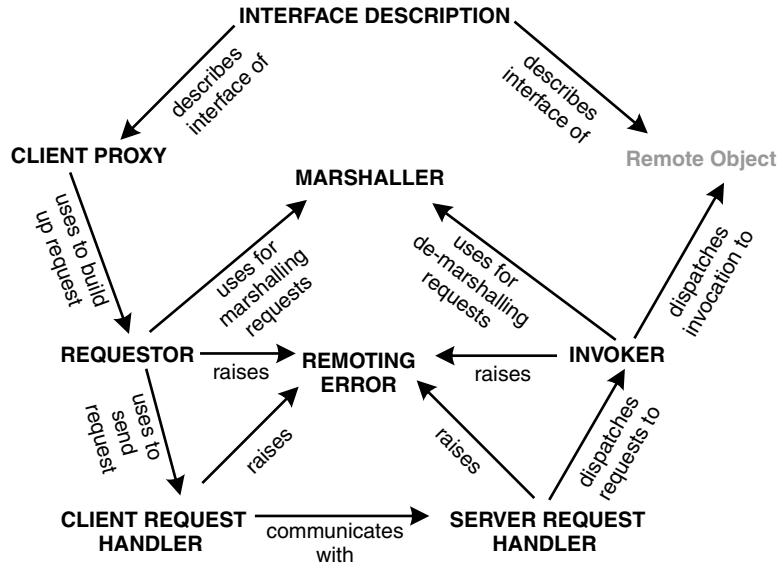 INTERFACE DESCRIPTION
describes
interface of
describes
interface of
CLIENT PROXY
Remote Object
MARSHALLER
uses to build
up request
uses for
marshalling
requests
uses for
de-marshalling
requests
dispatches
invocation to
REQUESTOR
raises
REMOTING
ERROR
raises
INVOKER
uses to
send
request
raises
raises
dispatches
requests to
CLIENT REQUEST
HANDLER
communicates
with
SERVER REQUEST
HANDLER